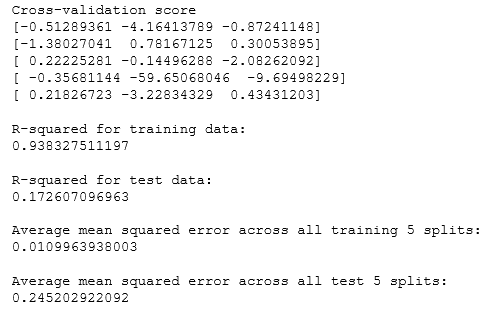 Cross-validation score
[-0.51289361 -4.16413789 -0.87241148]
[-1.38027041  0.78167125  0.30053895]
[ 0.22225281 -0.14496288 -2.08262092]
[ -0.35681144 -59.65068046  -9.69498229]
[ 0.21826723 -3.22834329  0.43431203]
R-squared for training data:
0.938327511197
R-squared for test data:
0.172607096963
Average mean squared error across all training 5 splits:
0.0109963938003
Average mean squared error across all test 5 splits:
0.245202922092